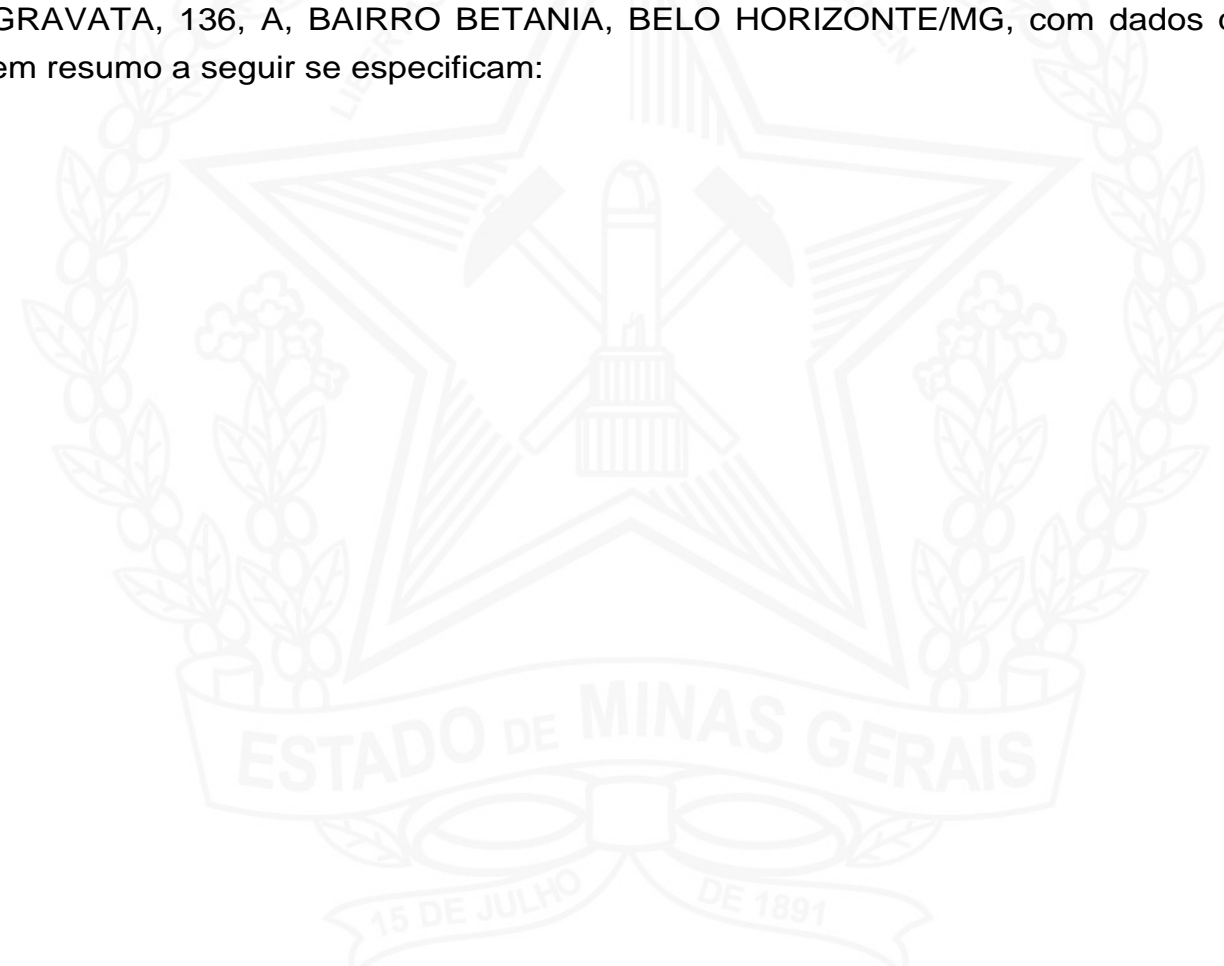 GRAVATA, 136, A, BAIRRO BETANIA, BELO HORIZONTE/MG, com dados
em resumo a seguir se especificam:
ESTADO DE MINAS GERAIS
15 DE JULHO DE 1891